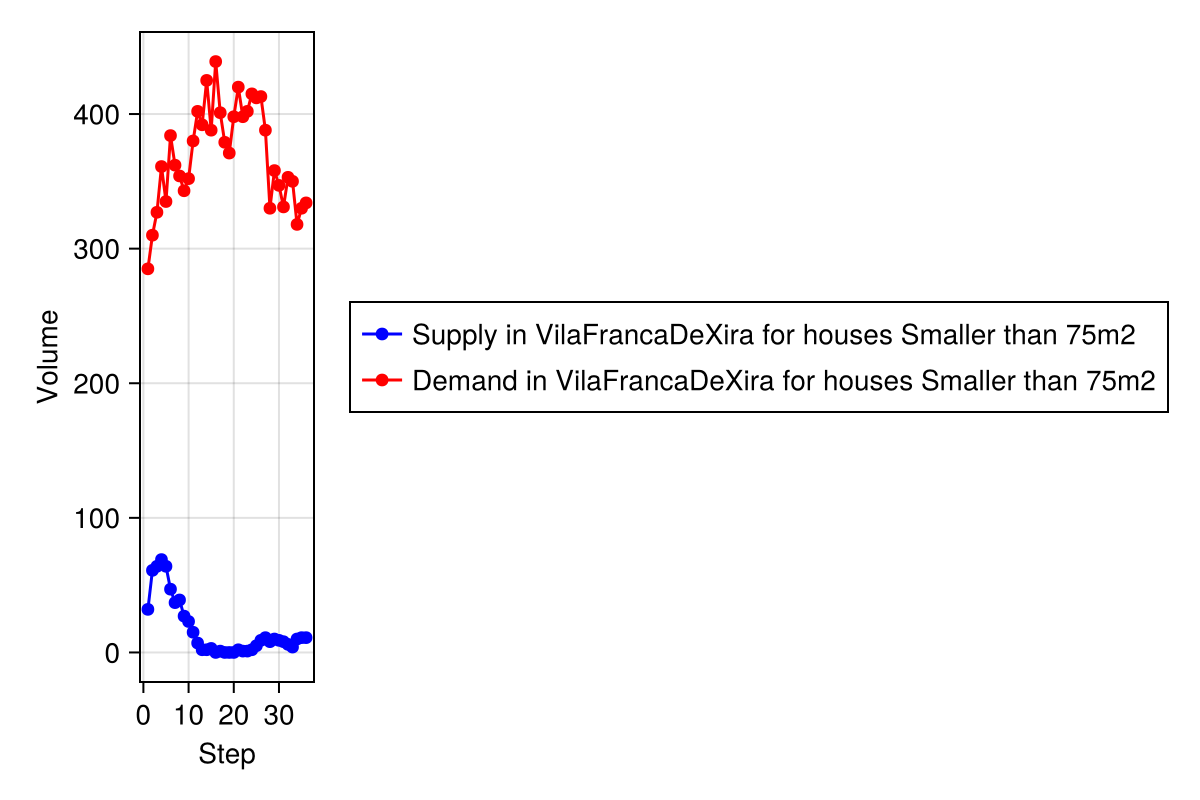 400
300
200
100
0
Volume
0 10 20 30
Step
Supply in VilaFrancaDeXira for houses Smaller than 75m2
Demand in VilaFrancaDeXira for houses Smaller than 75m2